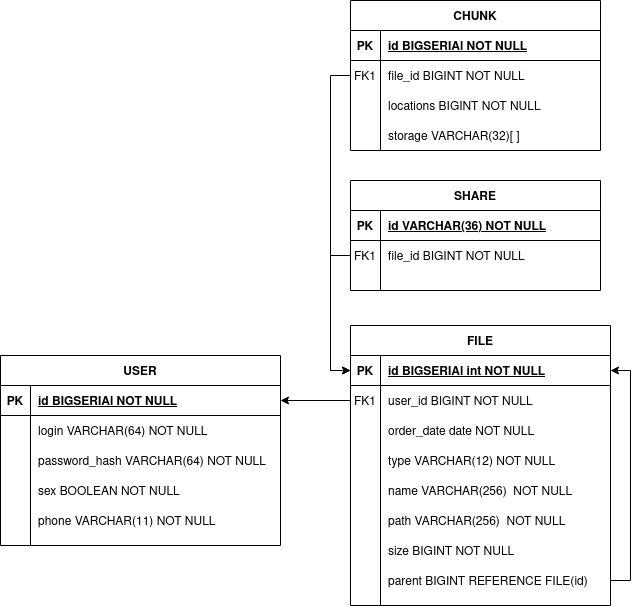 CHUNK
PK id BIGSERIAl NOT NULL
FK1 file_id BIGINT NOT NULL
locations BIGINT NOT NULL
storage VARCHAR(32)[ ]
SHARE
PK id VARCHAR(36) NOT NULL
FK1 file_id BIGINT NOT NULL
FILE
PK id BIGSERIAl int NOT NULL
FK1 user_id BIGINT NOT NULL
order_date date NOT NULL
type VARCHAR(12) NOT NULL
name VARCHAR(256)  NOT NULL
path VARCHAR(256)  NOT NULL
size BIGINT NOT NULL
parent BIGINT REFERENCE FILE(id)
USER
PK id BIGSERIAl NOT NULL
login VARCHAR(64) NOT NULL
password_hash VARCHAR(64) NOT NULL
sex BOOLEAN NOT NULL
phone VARCHAR(11) NOT NULL